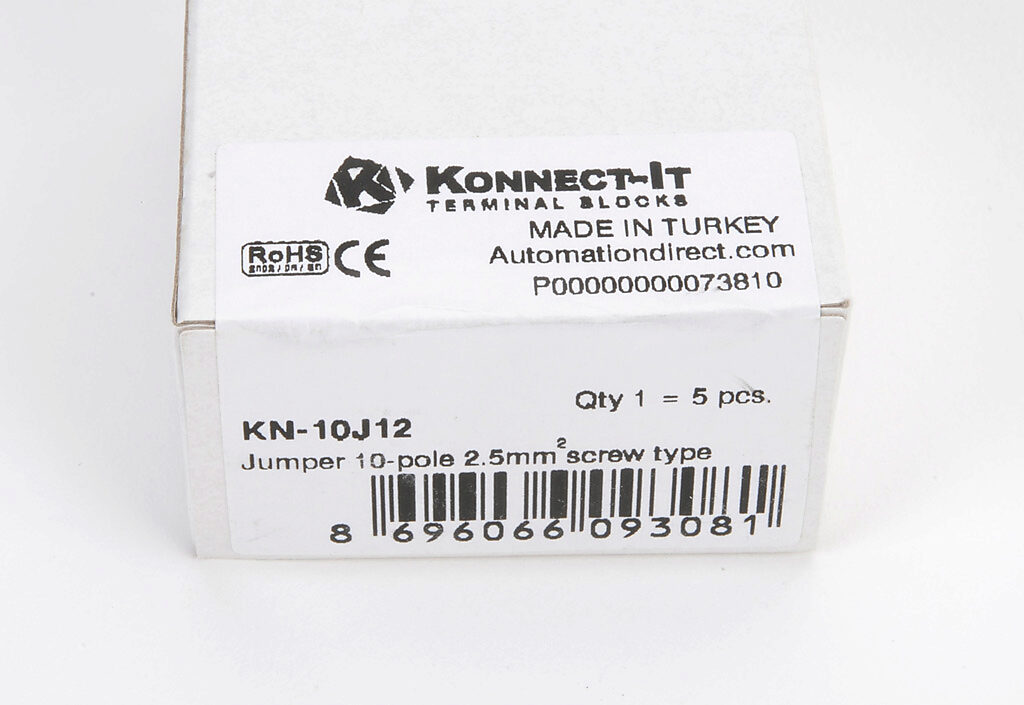 KONNECT-IT
TERMINAL BLOCKS
MADE IN TURKEY
RoHS CE Automationdirect.com
P00000000073810
Qty 1 = 5 pcs.
KN-10J12
Jumper 10-pole 2.5mm² screw type
8 696066 093081